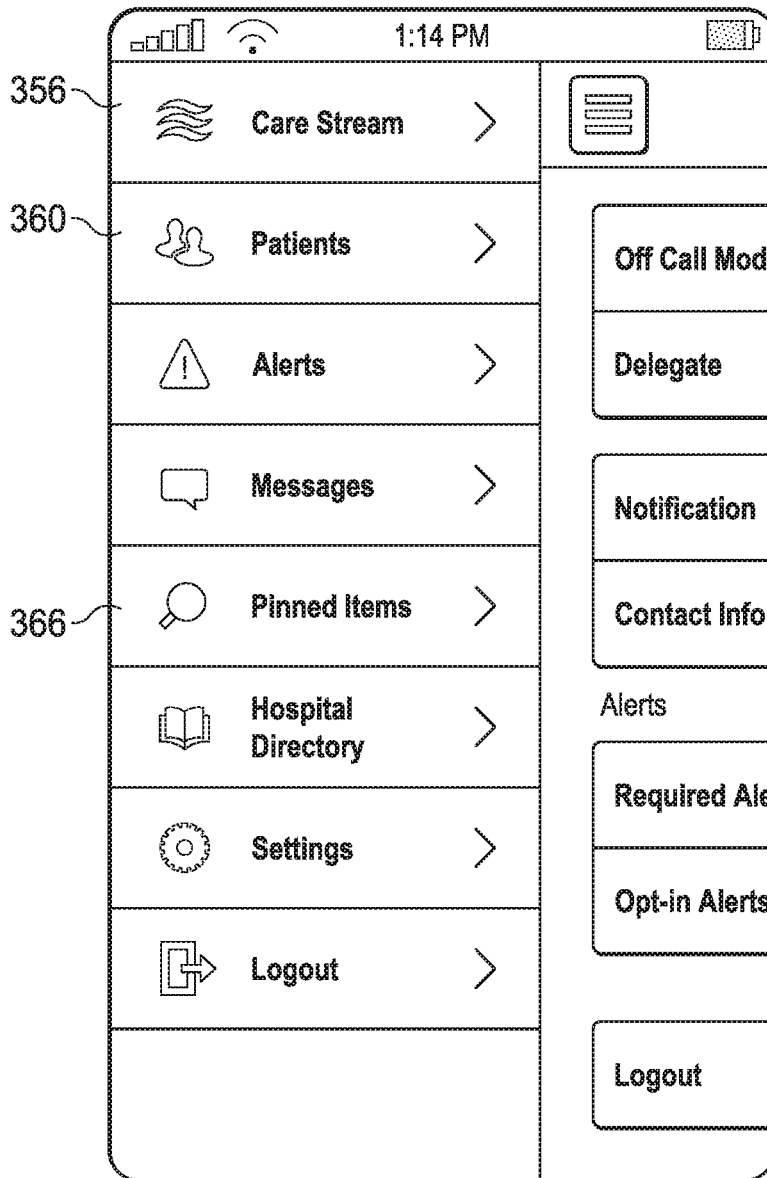 1:14 PM
356
Care Stream
360
Patients
Alerts
Messages
366
Pinned Items
Hospital
Directory
Settings
Logout
Off Call Mod
Delegate
Notification
Contact Info
Alerts
Required Ale
Opt-in Alerts
Logout